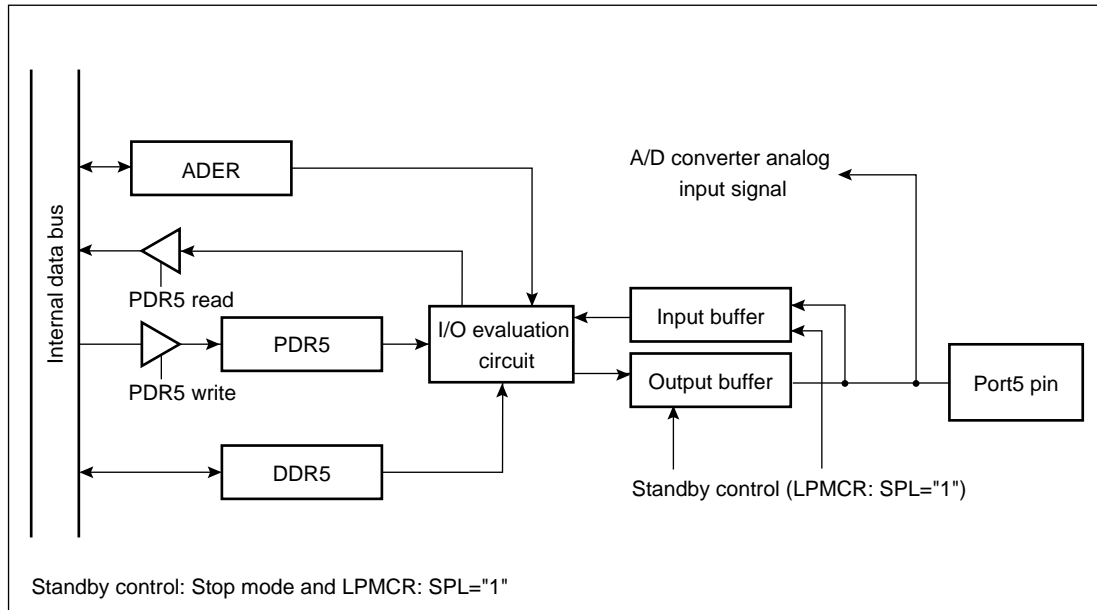 Internal data bus
ADER
A/D converter analog
input signal
PDR5 read
PDR5
PDR5 write
I/O evaluation
circuit
Input buffer
Output buffer
Port5 pin
DDR5
Standby control (LPMCR: SPL="1")
Standby control: Stop mode and LPMCR: SPL="1"